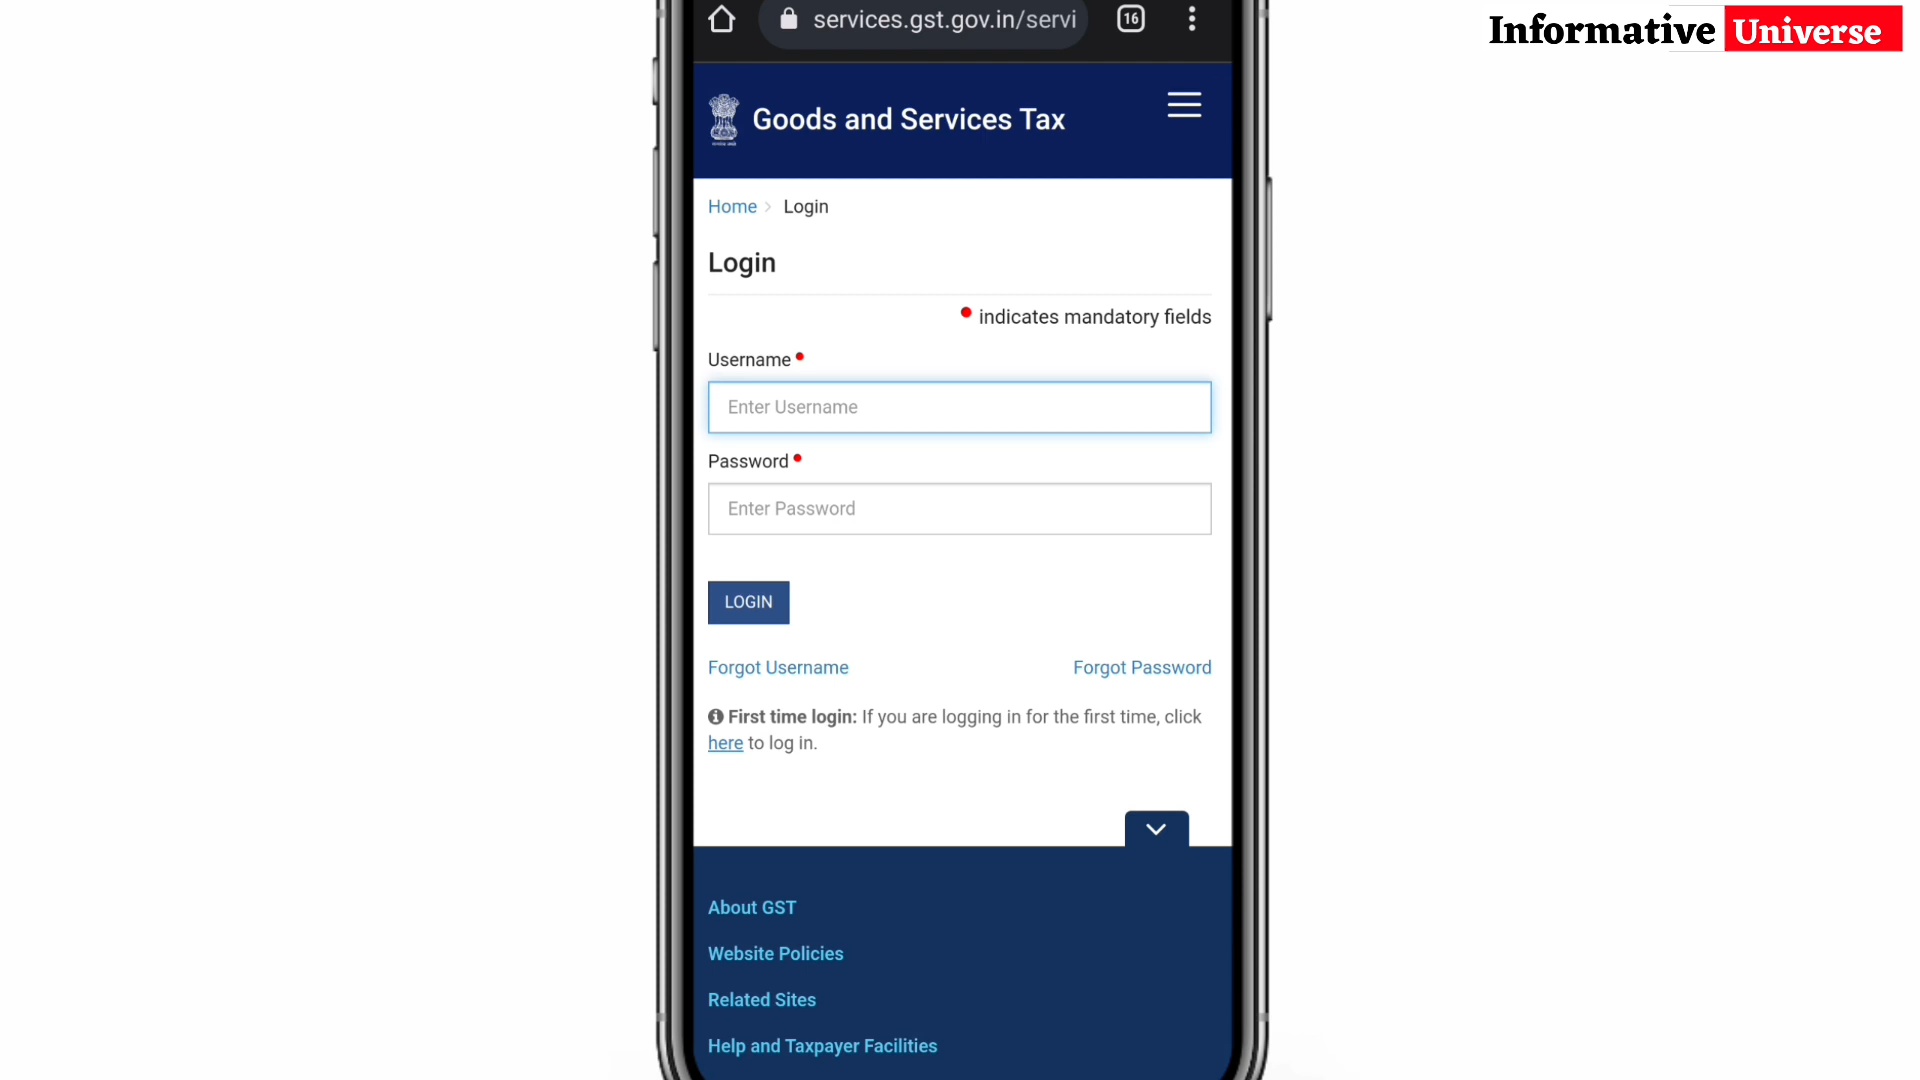 services.gst.gov.in/servi
16
Informative Universe
Goods and Services Tax
Home > Login
Login
• indicates mandatory fields
Username •
Enter Username
Password •
Enter Password
LOGIN
Forgot Username
Forgot Password
First time login: If you are logging in for the first time, click
here to log in.
About GST
Website Policies
Related Sites
Help and Taxpayer Facilities